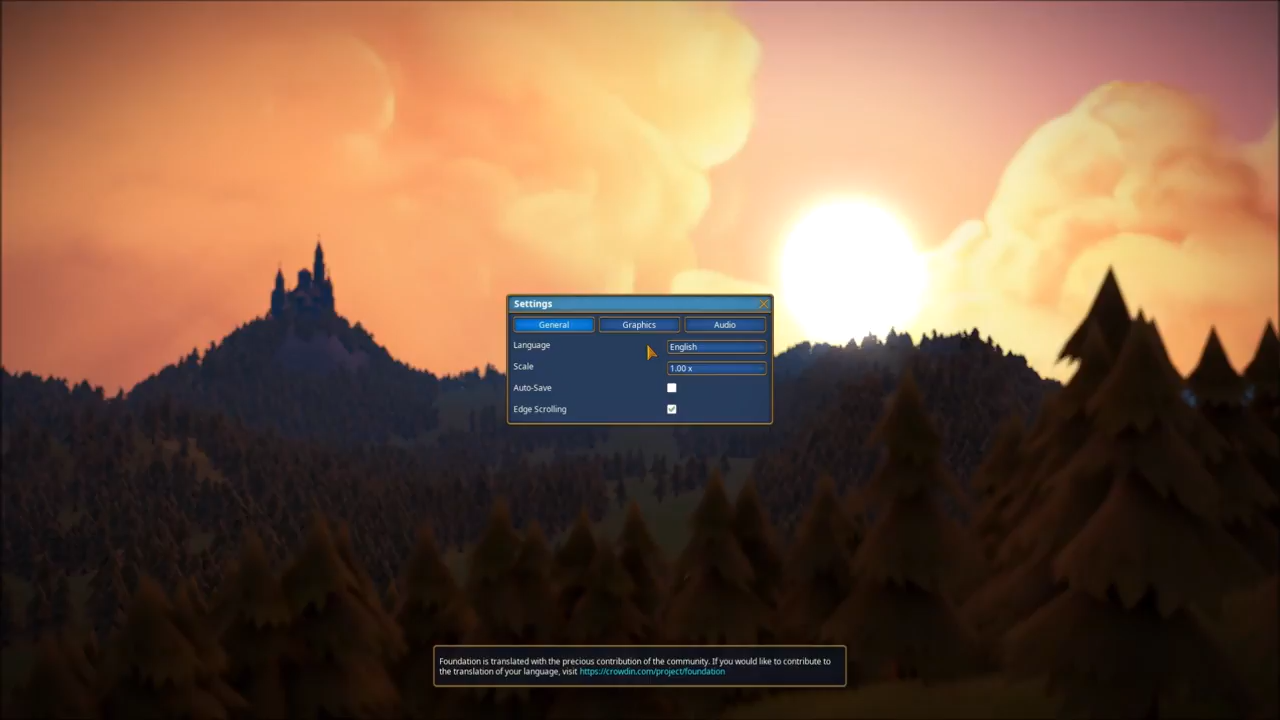 Settings
General Graphics Audio
Language English
Scale 1.00 x
Auto-Save
Edge Scrolling
Foundation is translated with the precious contribution of the community. If you would like to contribute to
the translation of your language, visit https://crowdin.com/project/foundation